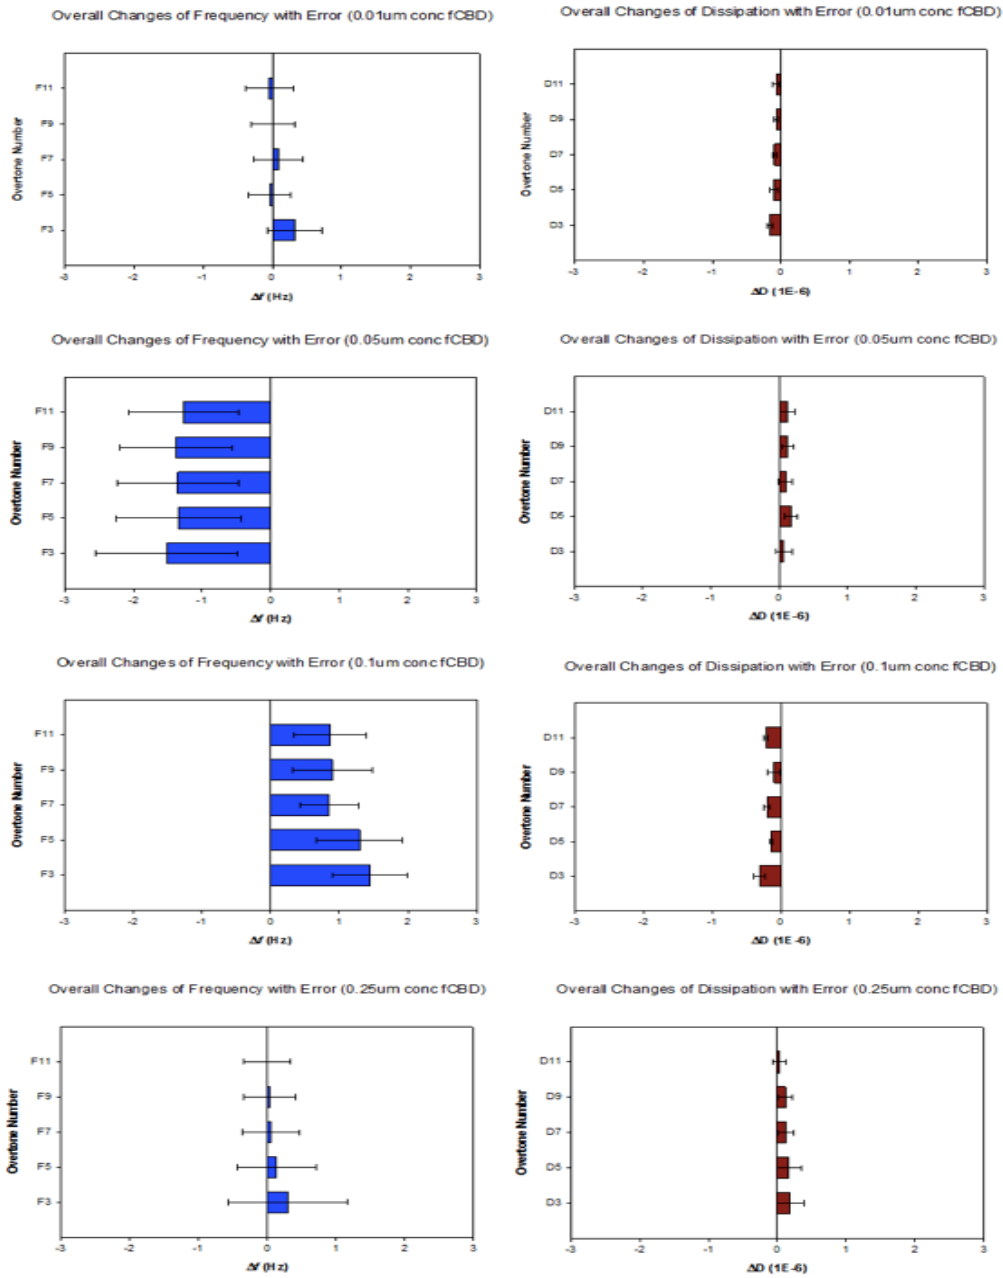 Overall Changes of Frequency with Error (0.01um conc fCBD)
Overtone Number
F11
F9
F7
F5
F3
-3 -2 -1 0 1 2 3
Δf (Hz)
Overall Changes of Dissipation with Error (0.01um conc fCBD)
Overtone Number
D11
D9
D7
D5
D3
-3 -2 -1 0 1 2 3
ΔD (1E-6)
Overall Changes of Frequency with Error (0.05um conc fCBD)
Overtone Number
F11
F9
F7
F5
F3
-3 -2 -1 0 1 2 3
Δf (Hz)
Overall Changes of Dissipation with Error (0.05um conc fCBD)
Overtone Number
D11
D9
D7
D5
D3
-3 -2 -1 0 1 2 3
ΔD (1E-6)
Overall Changes of Frequency with Error (0.1um conc fCBD)
Overtone Number
F11
F9
F7
F5
F3
-3 -2 -1 0 1 2 3
Δf (Hz)
Overall Changes of Dissipation with Error (0.1um conc fCBD)
Overtone Number
D11
D9
D7
D5
D3
-3 -2 -1 0 1 2 3
ΔD (1E-6)
Overall Changes of Frequency with Error (0.25um conc fCBD)
Overtone Number
F11
F9
F7
F5
F3
-3 -2 -1 0 1 2 3
Δf (Hz)
Overall Changes of Dissipation with Error (0.25um conc fCBD)
Overtone Number
D11
D9
D7
D5
D3
-3 -2 -1 0 1 2 3
ΔD (1E-6)